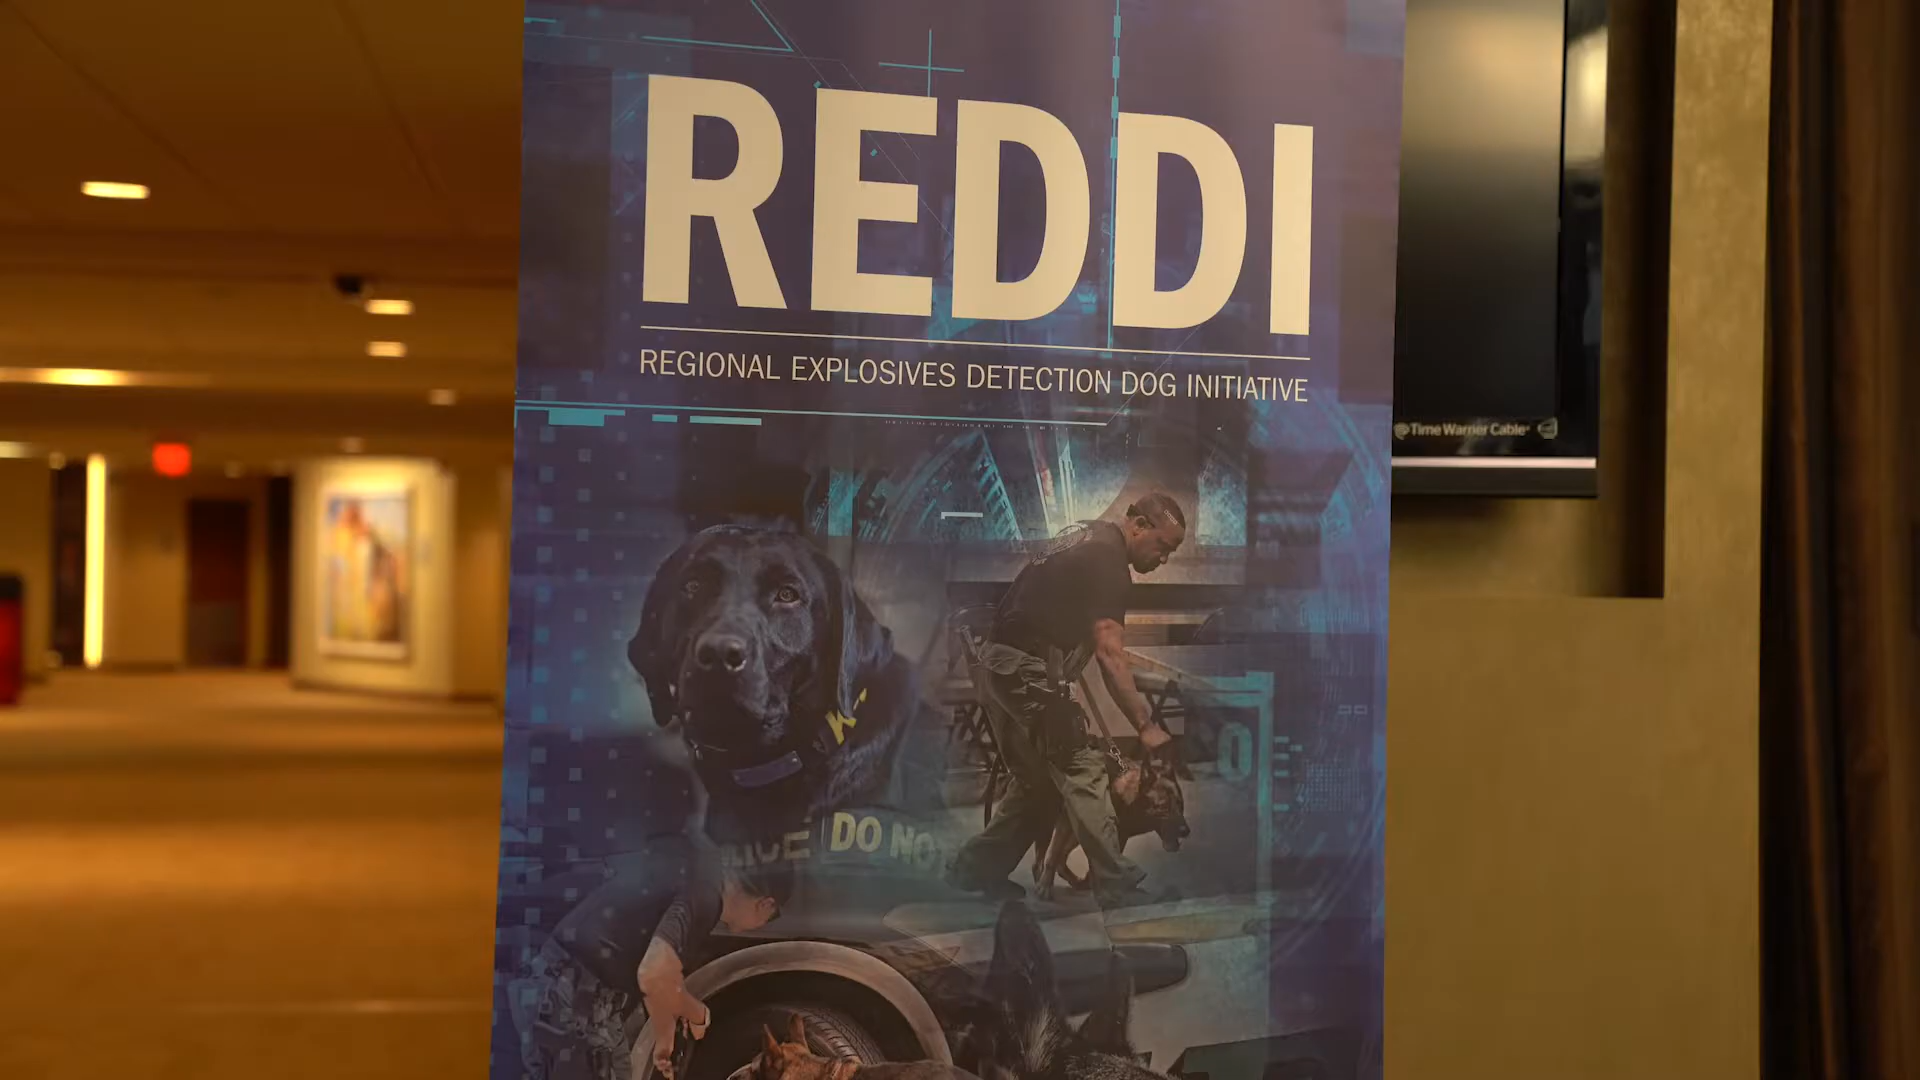 REDDI
REGIONAL EXPLOSIVES DETECTION DOG INITIATIVE
Time Warner Cable
DO NO